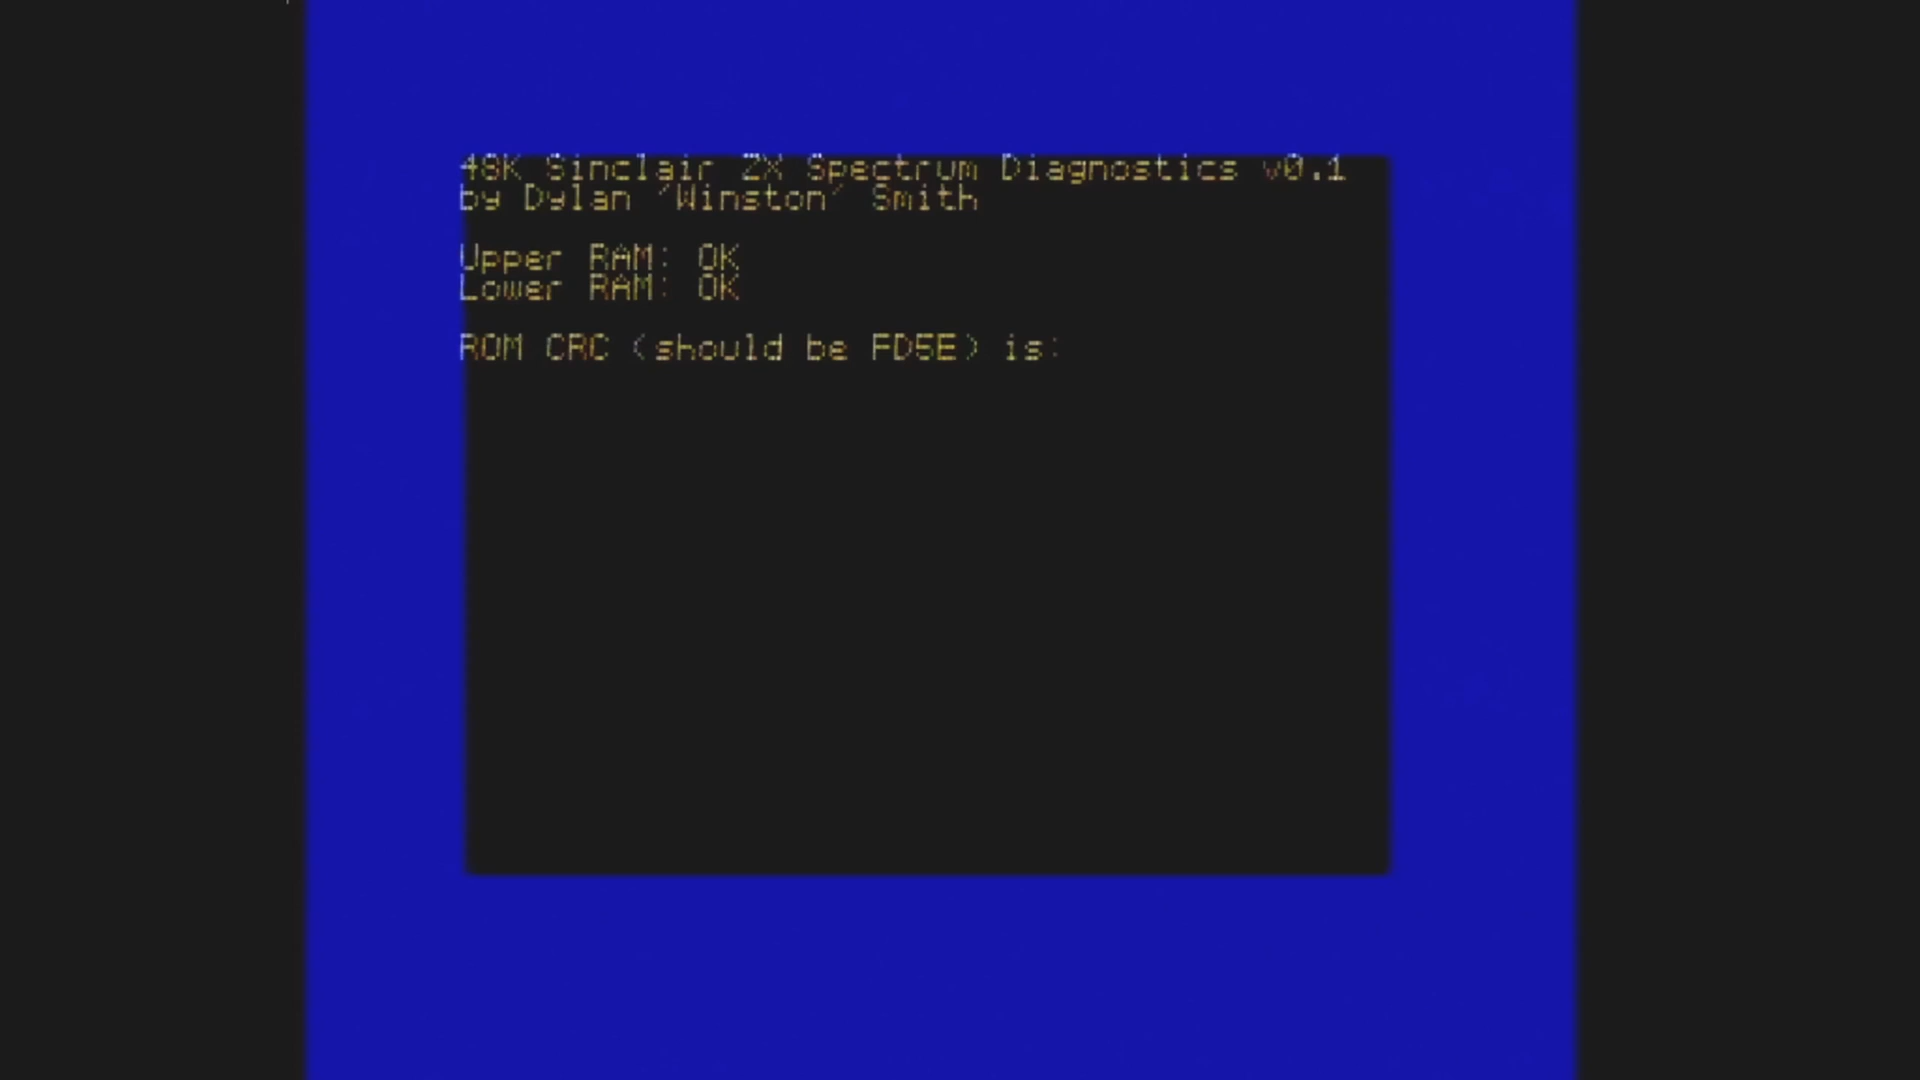 48K Sinclair ZX Spectrum Diagnostics v0.1
by Dylan 'Winston' Smith
Upper RAM: OK
Lower RAM: OK
ROM CRC (should be FD5E) is: